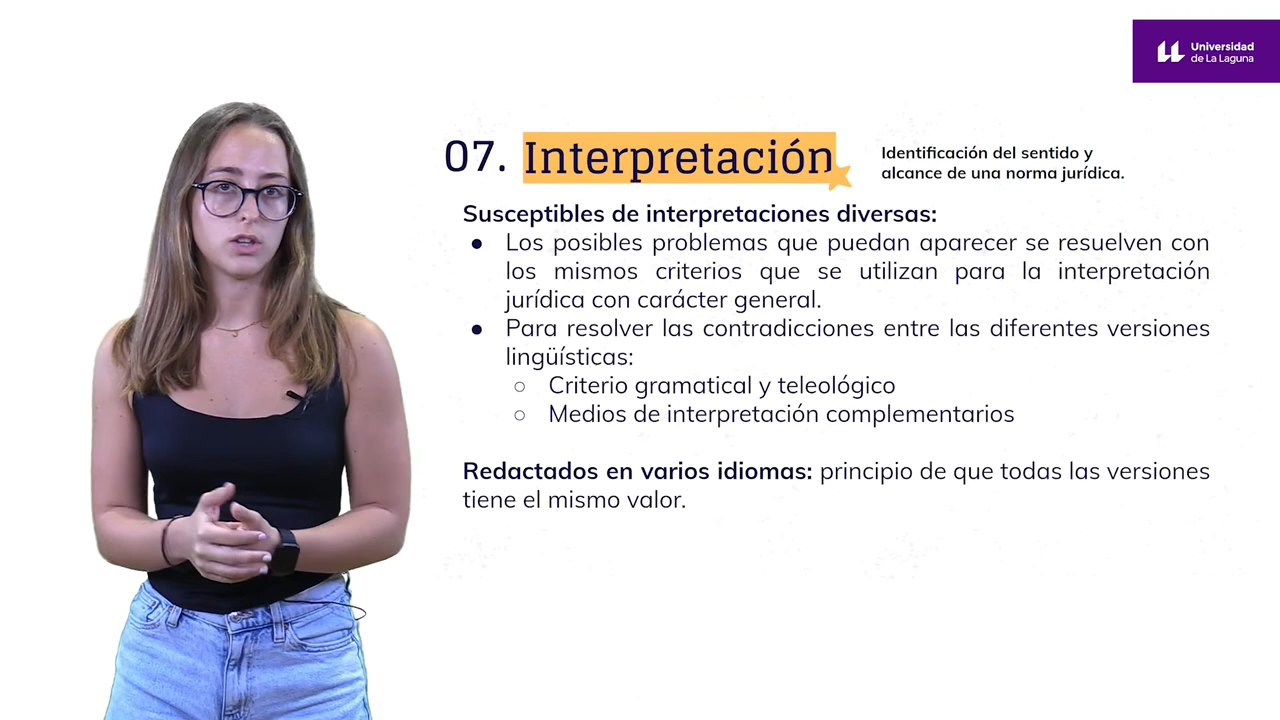 Universidad
de La Laguna
07. Interpretación
Identificación del sentido y
alcance de una norma jurídica.
Susceptibles de interpretaciones diversas:
● Los posibles problemas que puedan aparecer se resuelven con
los mismos criterios que se utilizan para la interpretación
jurídica con carácter general.
● Para resolver las contradicciones entre las diferentes versiones
lingüísticas:
○ Criterio gramatical y teleológico
○ Medios de interpretación complementarios
Redactados en varios idiomas: principio de que todas las versiones
tiene el mismo valor.